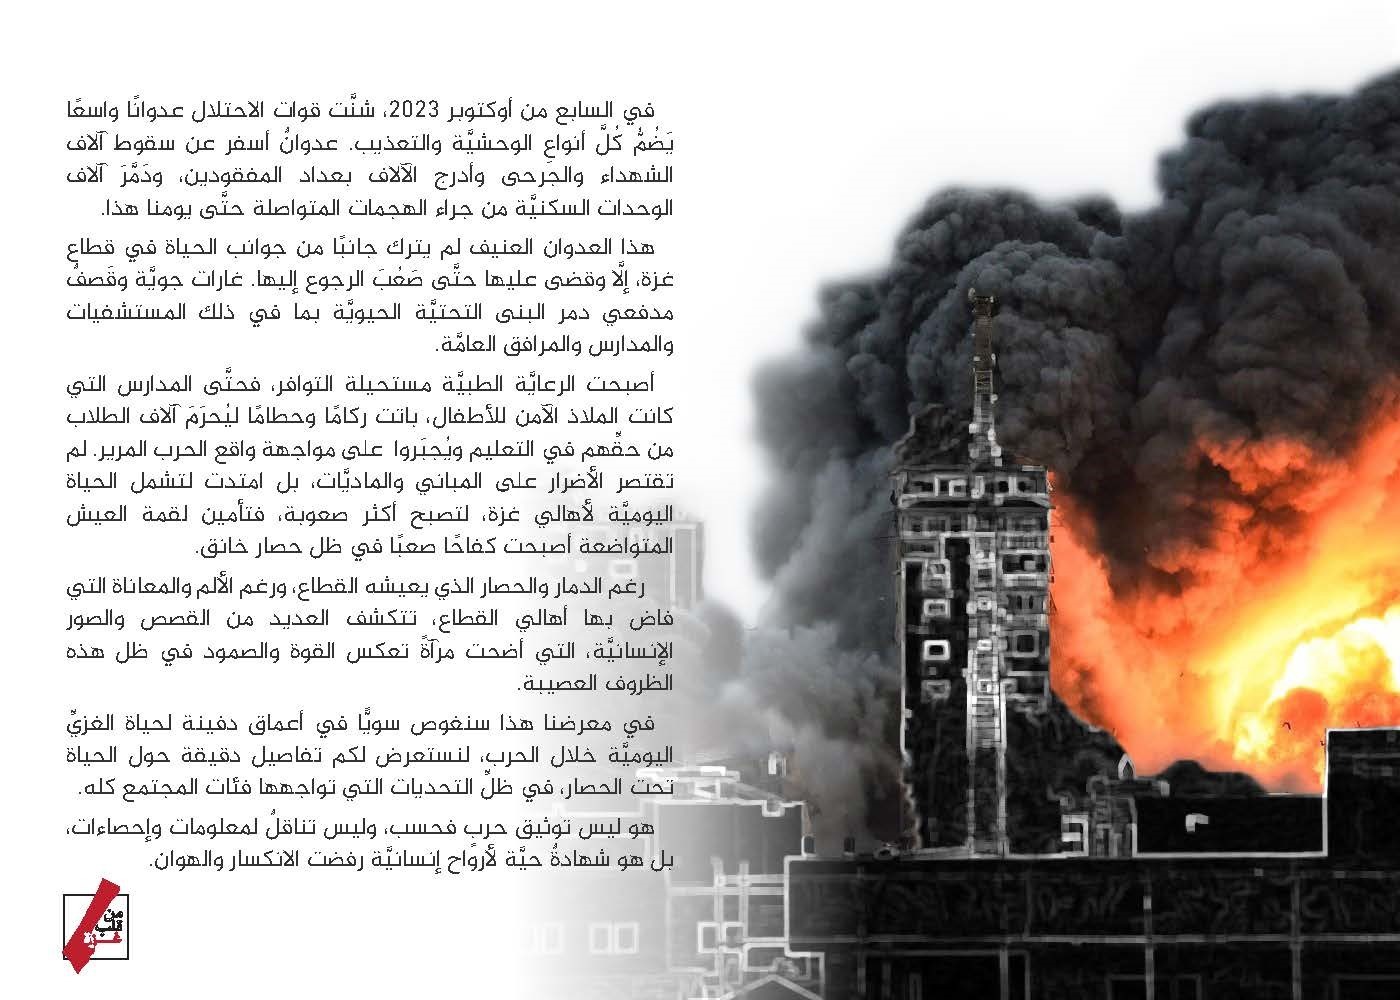 في السابع من أوكتوبر 2023، شنَّت قوات الاحتلال عدوانًا واسعًا
يَضُمُّ كُلَّ أنواعِ الوحشيَّة والتعذيب. عدوانٌ أسفر عن سقوط آلاف
الشهداء والجرحى وأدرج الآلاف بعداد المفقودين، ودَمَّرَ آلاف
الوحدات السكنيَّة من جراء الهجمات المتواصلة حتَّى يومنا هذا.
هذا العدوان العنيف لم يترك جانبًا من جوانب الحياة في قطاع
غزة، إلَّا وقضى عليها حتَّى صَعُبَ الرجوع إليها. غارات جويَّة وقَصفٌ
مدفعي دمر البنى التحتيَّة الحيويَّة بما في ذلك المستشفيات
والمدارس والمرافق العامَّة.
أصبحت الرعايَّة الطبيَّة مستحيلة التوافر، فحتَّى المدارس التي
كانت الملاذ الآمن للأطفال، باتت ركامًا وحطامًا ليُحرَمَ آلاف الطلاب
من حقِّهم في التعليم ويُجبَروا على مواجهة واقع الحرب المرير. لم
تقتصر الأضرار على المباني والماديَّات، بل امتدت لتشمل الحياة
اليوميَّة لأهالي غزة، لتصبح أكثر صعوبة، فتأمين لقمة العيش
المتواضعة أصبحت كفاحًا صعبًا في ظل حصار خانق.
رغم الدمار والحصار الذي يعيشه القطاع، ورغم الألم والمعاناة التي
فاض بها أهالي القطاع، تتكشف العديد من القصص والصور
الإنسانيَّة، التي أضحت مرآةً تعكس القوة والصمود في ظل هذه
الظروف العصيبة.
في معرضنا هذا سنغوص سويًّا في أعماق دفينة لحياة الغزيِّ
اليوميَّة خلال الحرب، لنستعرض لكم تفاصيل دقيقة حول الحياة
تحت الحصار، في ظلِّ التحديات التي تواجهها فئات المجتمع كله.
هو ليس توثيق حربٍ فحسب، وليس تناقلٌ لمعلومات وإحصاءات،
بل هو شهادةٌ حيَّة لأرواح إنسانيَّة رفضت الانكسار والهوان.
من
قلب
غزة